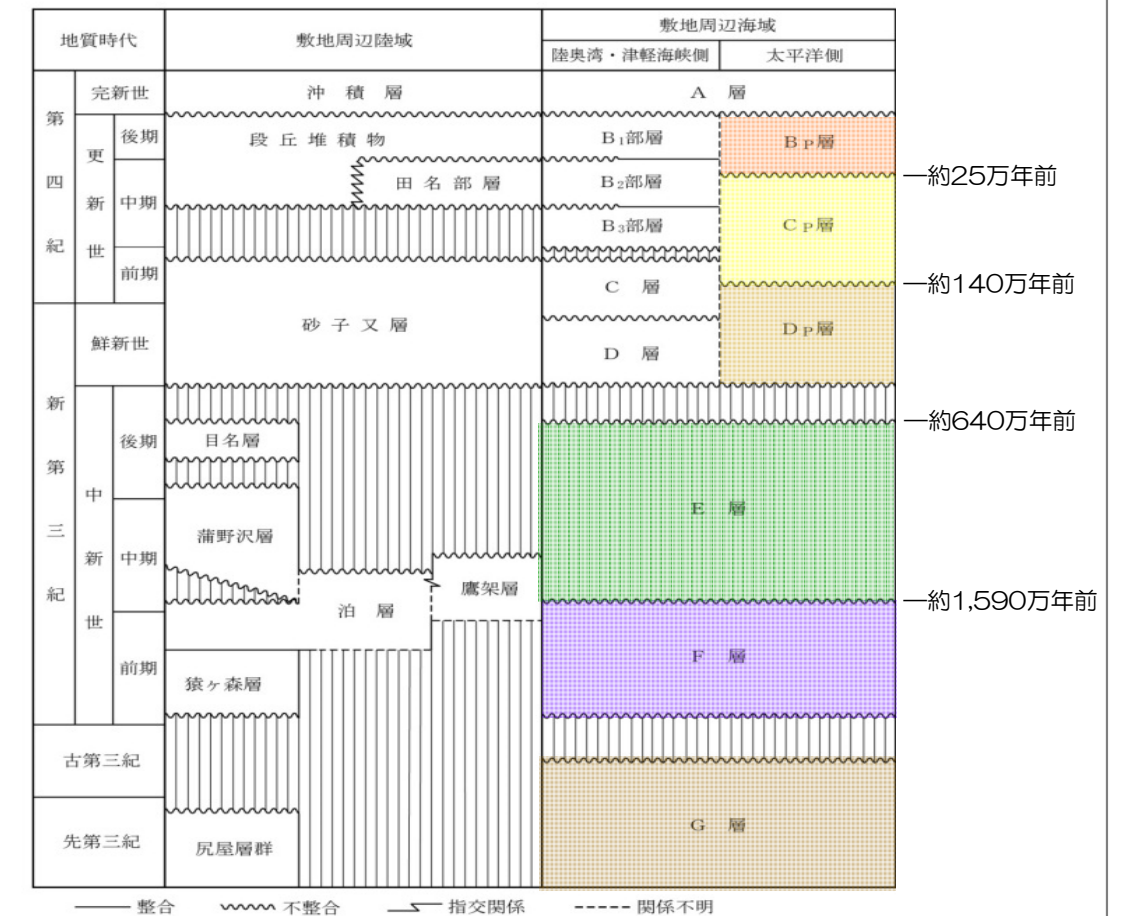 地質時代
敷地周辺陸域
敷地周辺海域
陸奥湾・津軽海峡側
太平洋側
第四紀
完新世
沖積層
A層
更新世
後期
段丘堆積物
B1部層
BP層
約25万年前
中期
田名部層
B2部層
B3部層
CP層
前期
砂子又層
C層
約140万年前
新第三紀
鮮新世
D層
DP層
中新世
後期
目名層
約640万年前
E層
中期
蒲野沢層
泊層
鷹架層
約1,590万年前
前期
猿ヶ森層
F層
古第三紀
先第三紀
尻屋層群
G層
整合 不整合 指交関係 関係不明